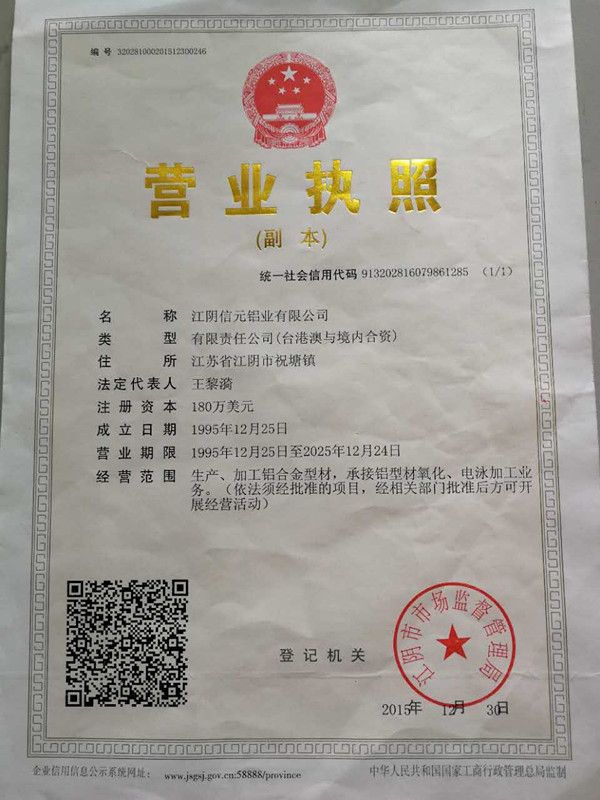 编 号 320281000201512300246
营业执照
(副 本)
统一社会信用代码 913202816079861285 (1/1)
名 称 江阴信元铝业有限公司
类 型 有限责任公司(台港澳与境内合资)
住 所 江苏省江阴市祝塘镇
法定代表人 王黎漪
注册资本 180万美元
成立日期 1995年12月25日
营业期限 1995年12月25日至2025年12月24日
经营范围 生产、加工铝合金型材,承接铝型材氧化、电泳加工业
务。(依法须经批准的项目,经相关部门批准后方可开
展经营活动)
江阴市市场监督管理局
登记机关
2015年 12月 30日
企业信用信息公示系统网址: www.jsgsj.gov.cn:58888/province 中华人民共和国国家工商行政管理总局监制